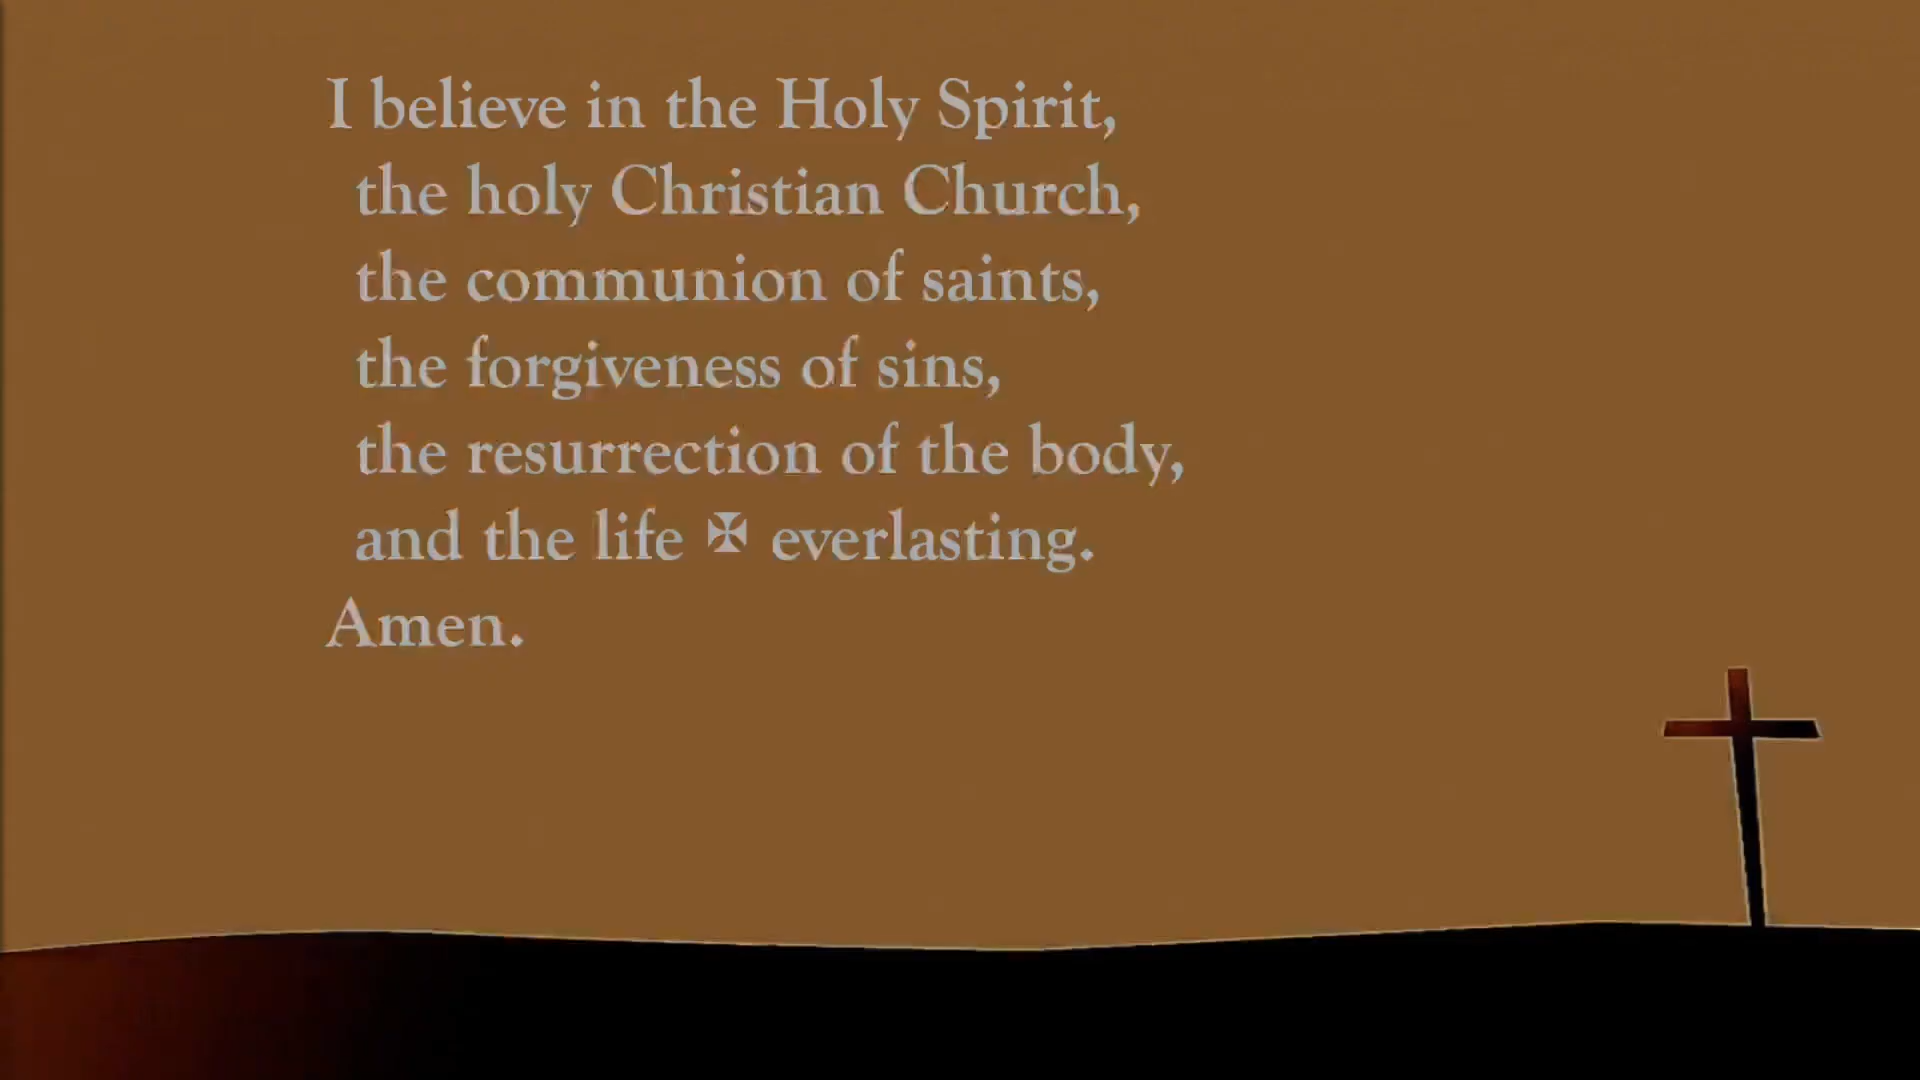 I believe in the Holy Spirit,
the holy Christian Church,
the communion of saints,
the forgiveness of sins,
the resurrection of the body,
and the life ✠ everlasting.
Amen.